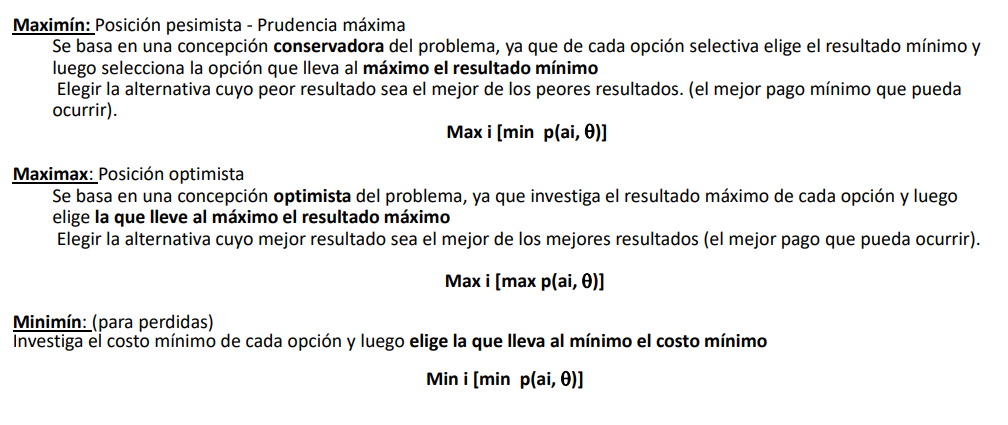 Maximín: Posición pesimista - Prudencia máxima
Se basa en una concepción conservadora del problema, ya que de cada opción selectiva elige el resultado mínimo y
luego selecciona la opción que lleva al máximo el resultado mínimo
Elegir la alternativa cuyo peor resultado sea el mejor de los peores resultados. (el mejor pago mínimo que pueda
ocurrir).
Max i [min p(ai, θ)]
Maximax: Posición optimista
Se basa en una concepción optimista del problema, ya que investiga el resultado máximo de cada opción y luego
elige la que lleve al máximo el resultado máximo
Elegir la alternativa cuyo mejor resultado sea el mejor de los mejores resultados (el mejor pago que pueda ocurrir).
Max i [max p(ai, θ)]
Minimín: (para perdidas)
Investiga el costo mínimo de cada opción y luego elige la que lleva al mínimo el costo mínimo
Min i [min p(ai, θ)]